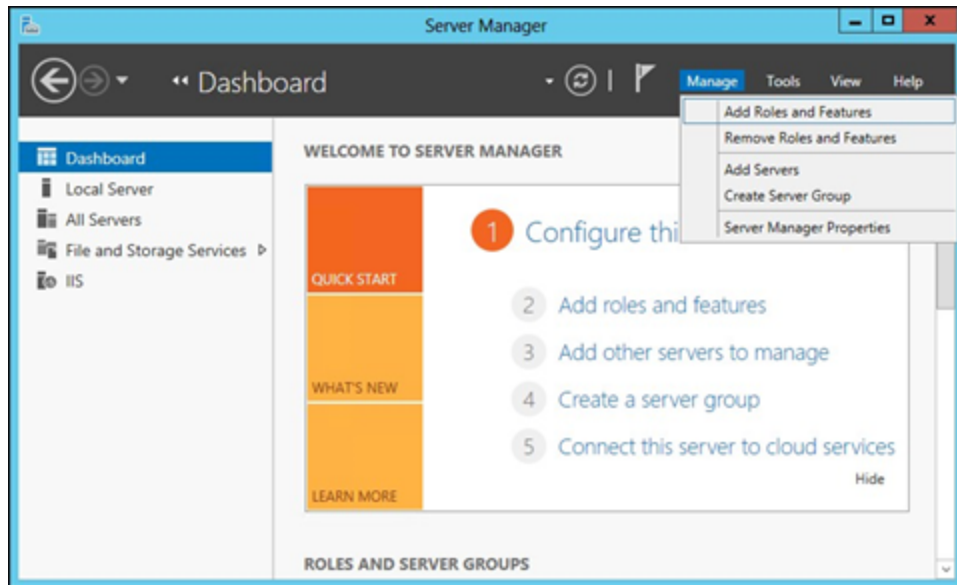 Server Manager
Dashboard
Manage Tools View Help
Add Roles and Features
Remove Roles and Features
Add Servers
Create Server Group
Server Manager Properties
Dashboard
Local Server
All Servers
File and Storage Services
IIS
WELCOME TO SERVER MANAGER
QUICK START
WHAT'S NEW
LEARN MORE
1 Configure thi
2 Add roles and features
3 Add other servers to manage
4 Create a server group
5 Connect this server to cloud services
Hide
ROLES AND SERVER GROUPS